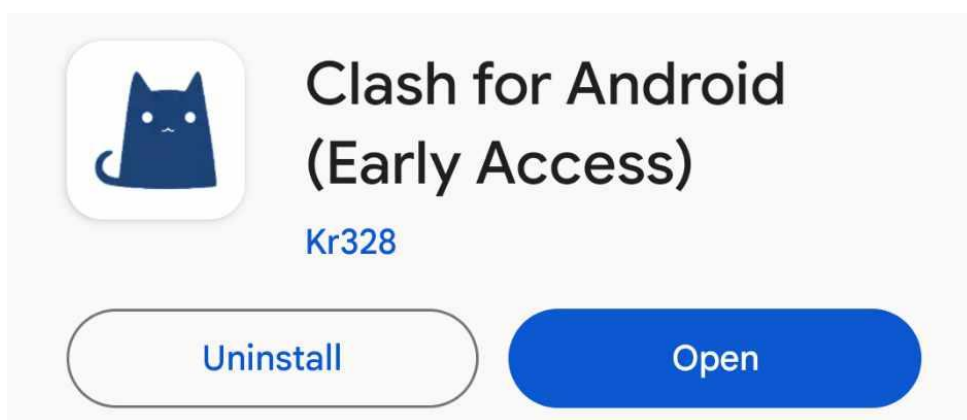 Clash for Android
(Early Access)
Kr328
Uninstall
Open